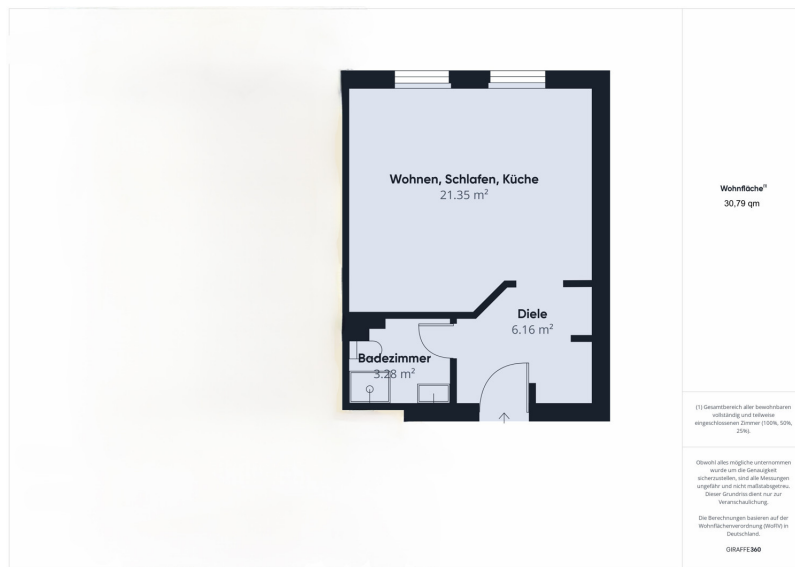 Wohnen, Schlafen, Küche
21.35 m²
Diele
6.16 m²
Badezimmer
3.28 m²
Wohnfläche⁽¹⁾
30,79 qm
(1) Gesamtbereich aller bewohnbaren
vollständig und teilweise
eingeschlossenen Zimmer (100%, 50%,
25%).
Obwohl alles mögliche unternommen
wurde um die Genauigkeit
sicherzustellen, sind alle Messungen
ungefähr und nicht maßstabsgetreu.
Dieser Grundriss dient nur zur
Veranschaulichung.
Die Berechnungen basieren auf der
Wohnflächenverordnung (WoFlV) in
Deutschland.
GIRAFFE360